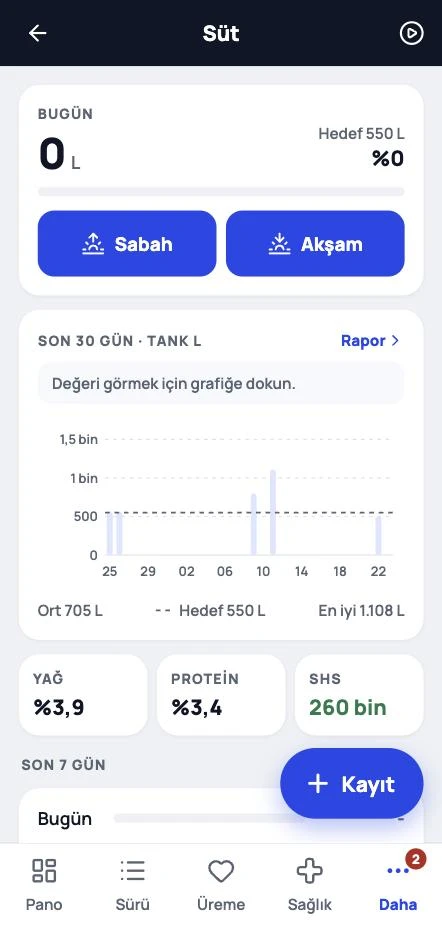 Süt
BUGÜN
0 L
Hedef 550 L
%0
Sabah
Akşam
SON 30 GÜN · TANK L
Rapor
Değeri görmek için grafiğe dokun.
1,5 bin
1 bin
500
0
25 29 02 06 10 14 18 22
Ort 705 L
-- Hedef 550 L
En iyi 1.108 L
YAĞ
%3,9
PROTEİN
%3,4
SHS
260 bin
SON 7 GÜN
+ Kayıt
Bugün
2
Pano
Sürü
Üreme
Sağlık
Daha